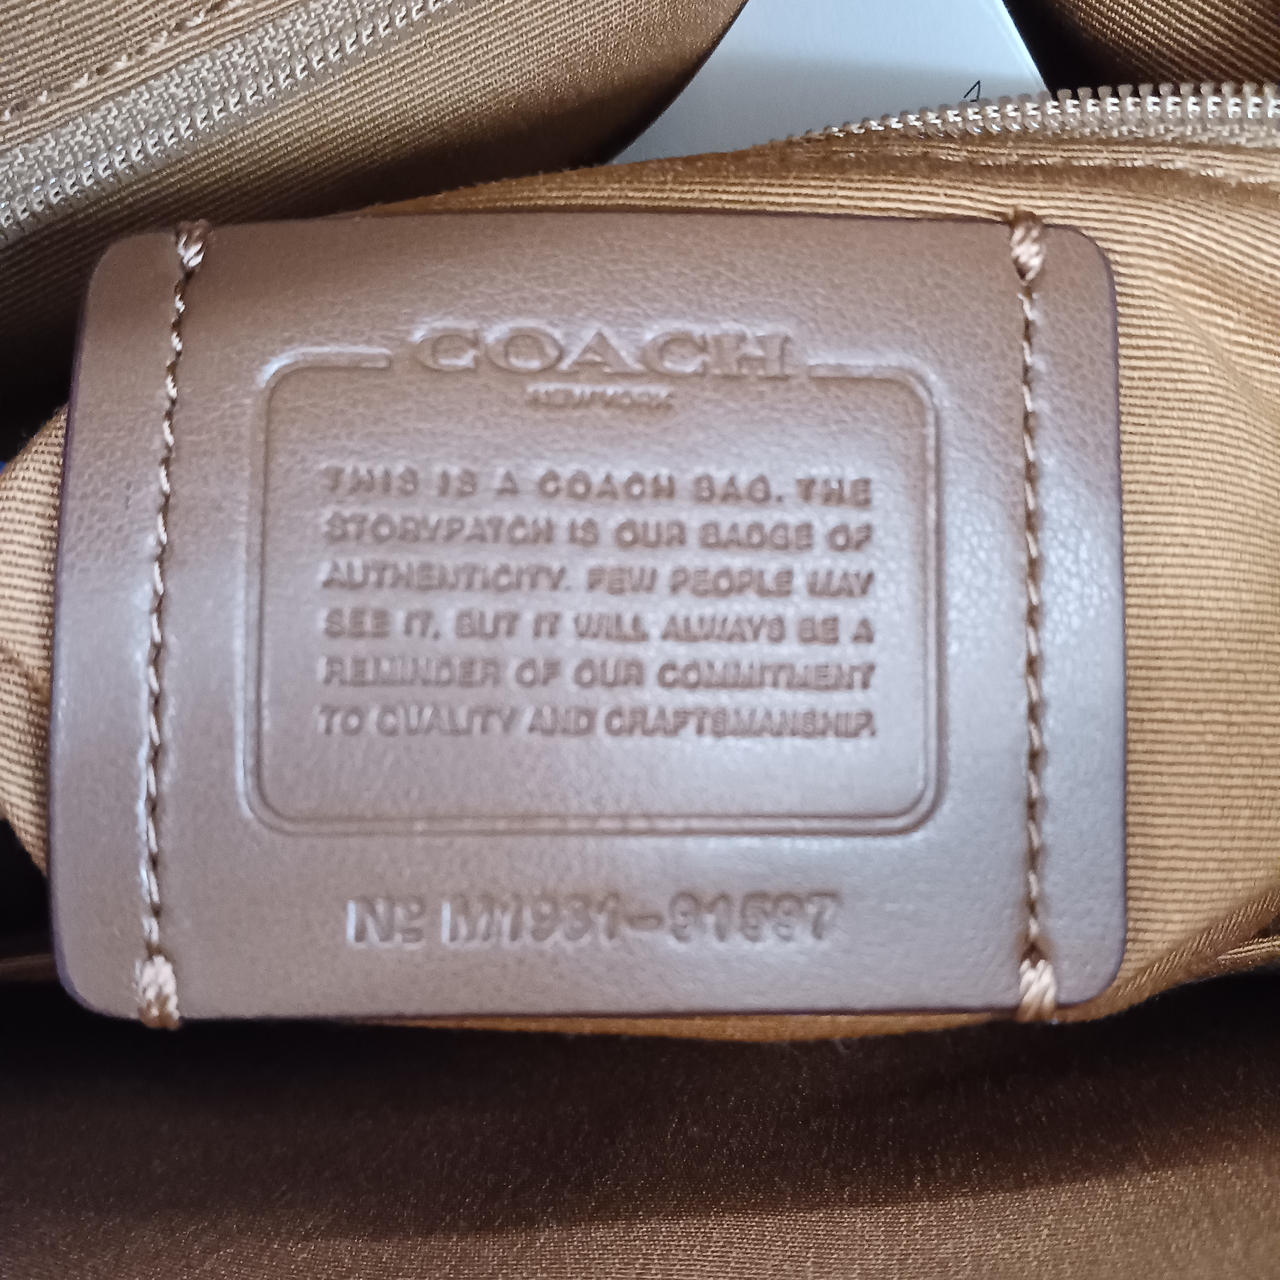 COACH
NEW YORK
THIS IS A COACH BAG. THE
STORYPATCH IS OUR BADGE OF
AUTHENTICITY. FEW PEOPLE MAY
SEE IT, BUT IT WILL ALWAYS BE A
REMINDER OF OUR COMMITMENT
TO QUALITY AND CRAFTSMANSHIP.
Nº M1931-91597